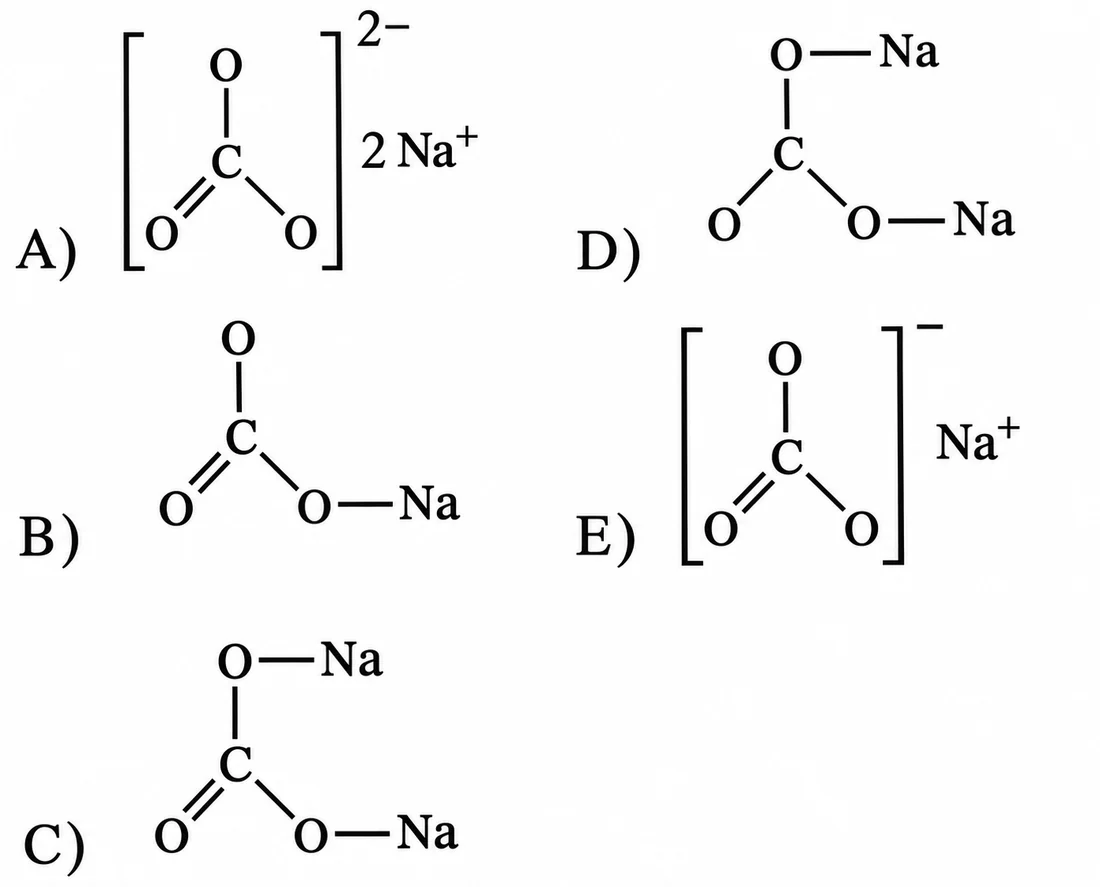 A) [ O C O O ]2− 2 Na+
B) O C O O—Na
C) O—Na C O O—Na
D) O—Na C O O—Na
E) [ O C O O ]− Na+